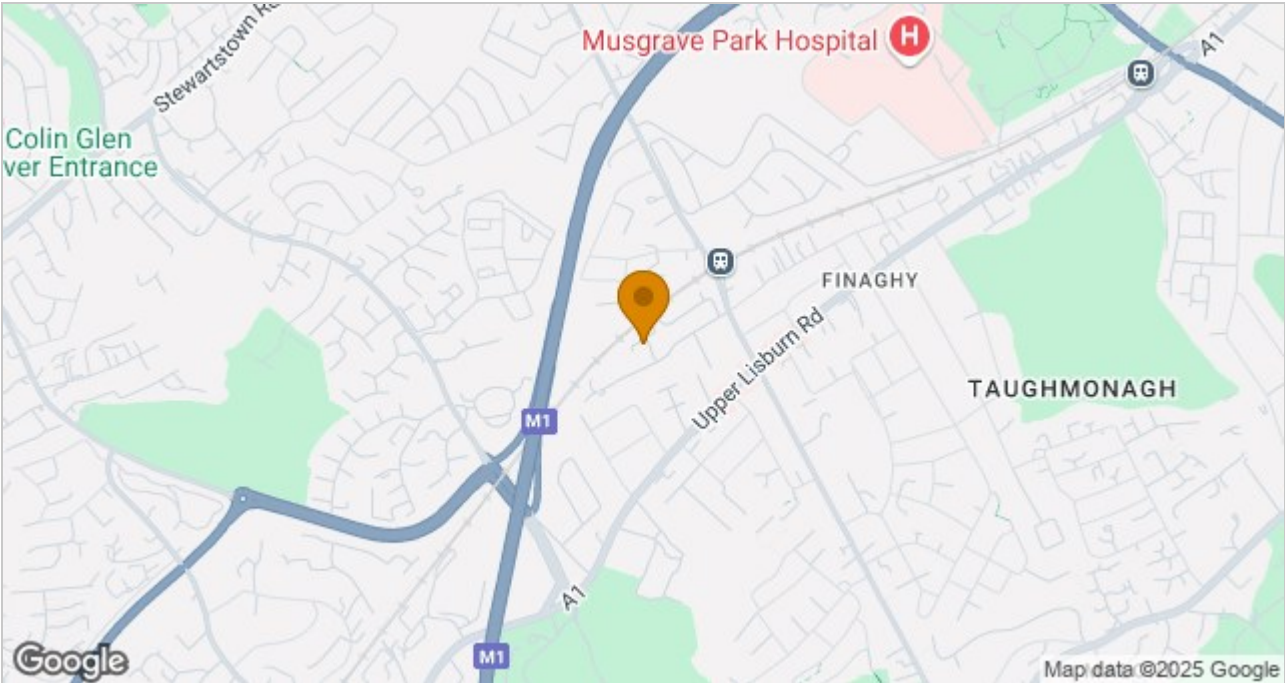 Stewartstown Rd
Musgrave Park Hospital
H
A1
Colin Glen
ver Entrance
FINAGHY
Upper Lisburn Rd
TAUGHMONAGH
M1
A1
M1
Google
Map data ©2025 Google